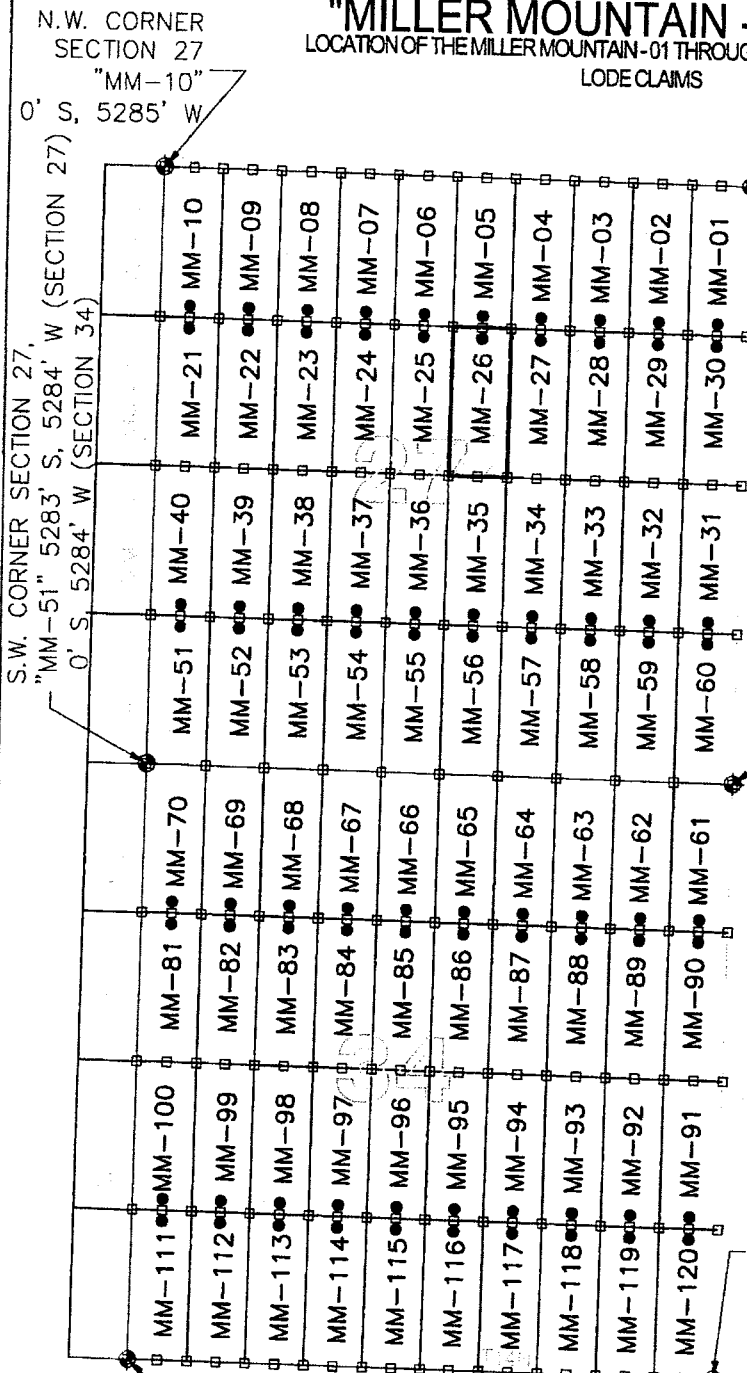 "MILLER MOUNTAIN -
LOCATION OF THE MILLER MOUNTAIN-01 THROUG
LODE CLAIMS
N.W. CORNER
SECTION 27
"MM-10"
0' S, 5285' W
S.W. CORNER SECTION 27,
"MM-51" 5283' S, 5284' W (SECTION 27)
0' S, 5284' W (SECTION 34)
MM-10 MM-09 MM-08 MM-07 MM-06 MM-05 MM-04 MM-03 MM-02 MM-01
MM-21 MM-22 MM-23 MM-24 MM-25 MM-26 MM-27 MM-28 MM-29 MM-30
27
MM-40 MM-39 MM-38 MM-37 MM-36 MM-35 MM-34 MM-33 MM-32 MM-31
MM-51 MM-52 MM-53 MM-54 MM-55 MM-56 MM-57 MM-58 MM-59 MM-60
MM-70 MM-69 MM-68 MM-67 MM-66 MM-65 MM-64 MM-63 MM-62 MM-61
MM-81 MM-82 MM-83 MM-84 MM-85 MM-86 MM-87 MM-88 MM-89 MM-90
34
MM-100 MM-99 MM-98 MM-97 MM-96 MM-95 MM-94 MM-93 MM-92 MM-91
MM-111 MM-112 MM-113 MM-114 MM-115 MM-116 MM-117 MM-118 MM-119 MM-120